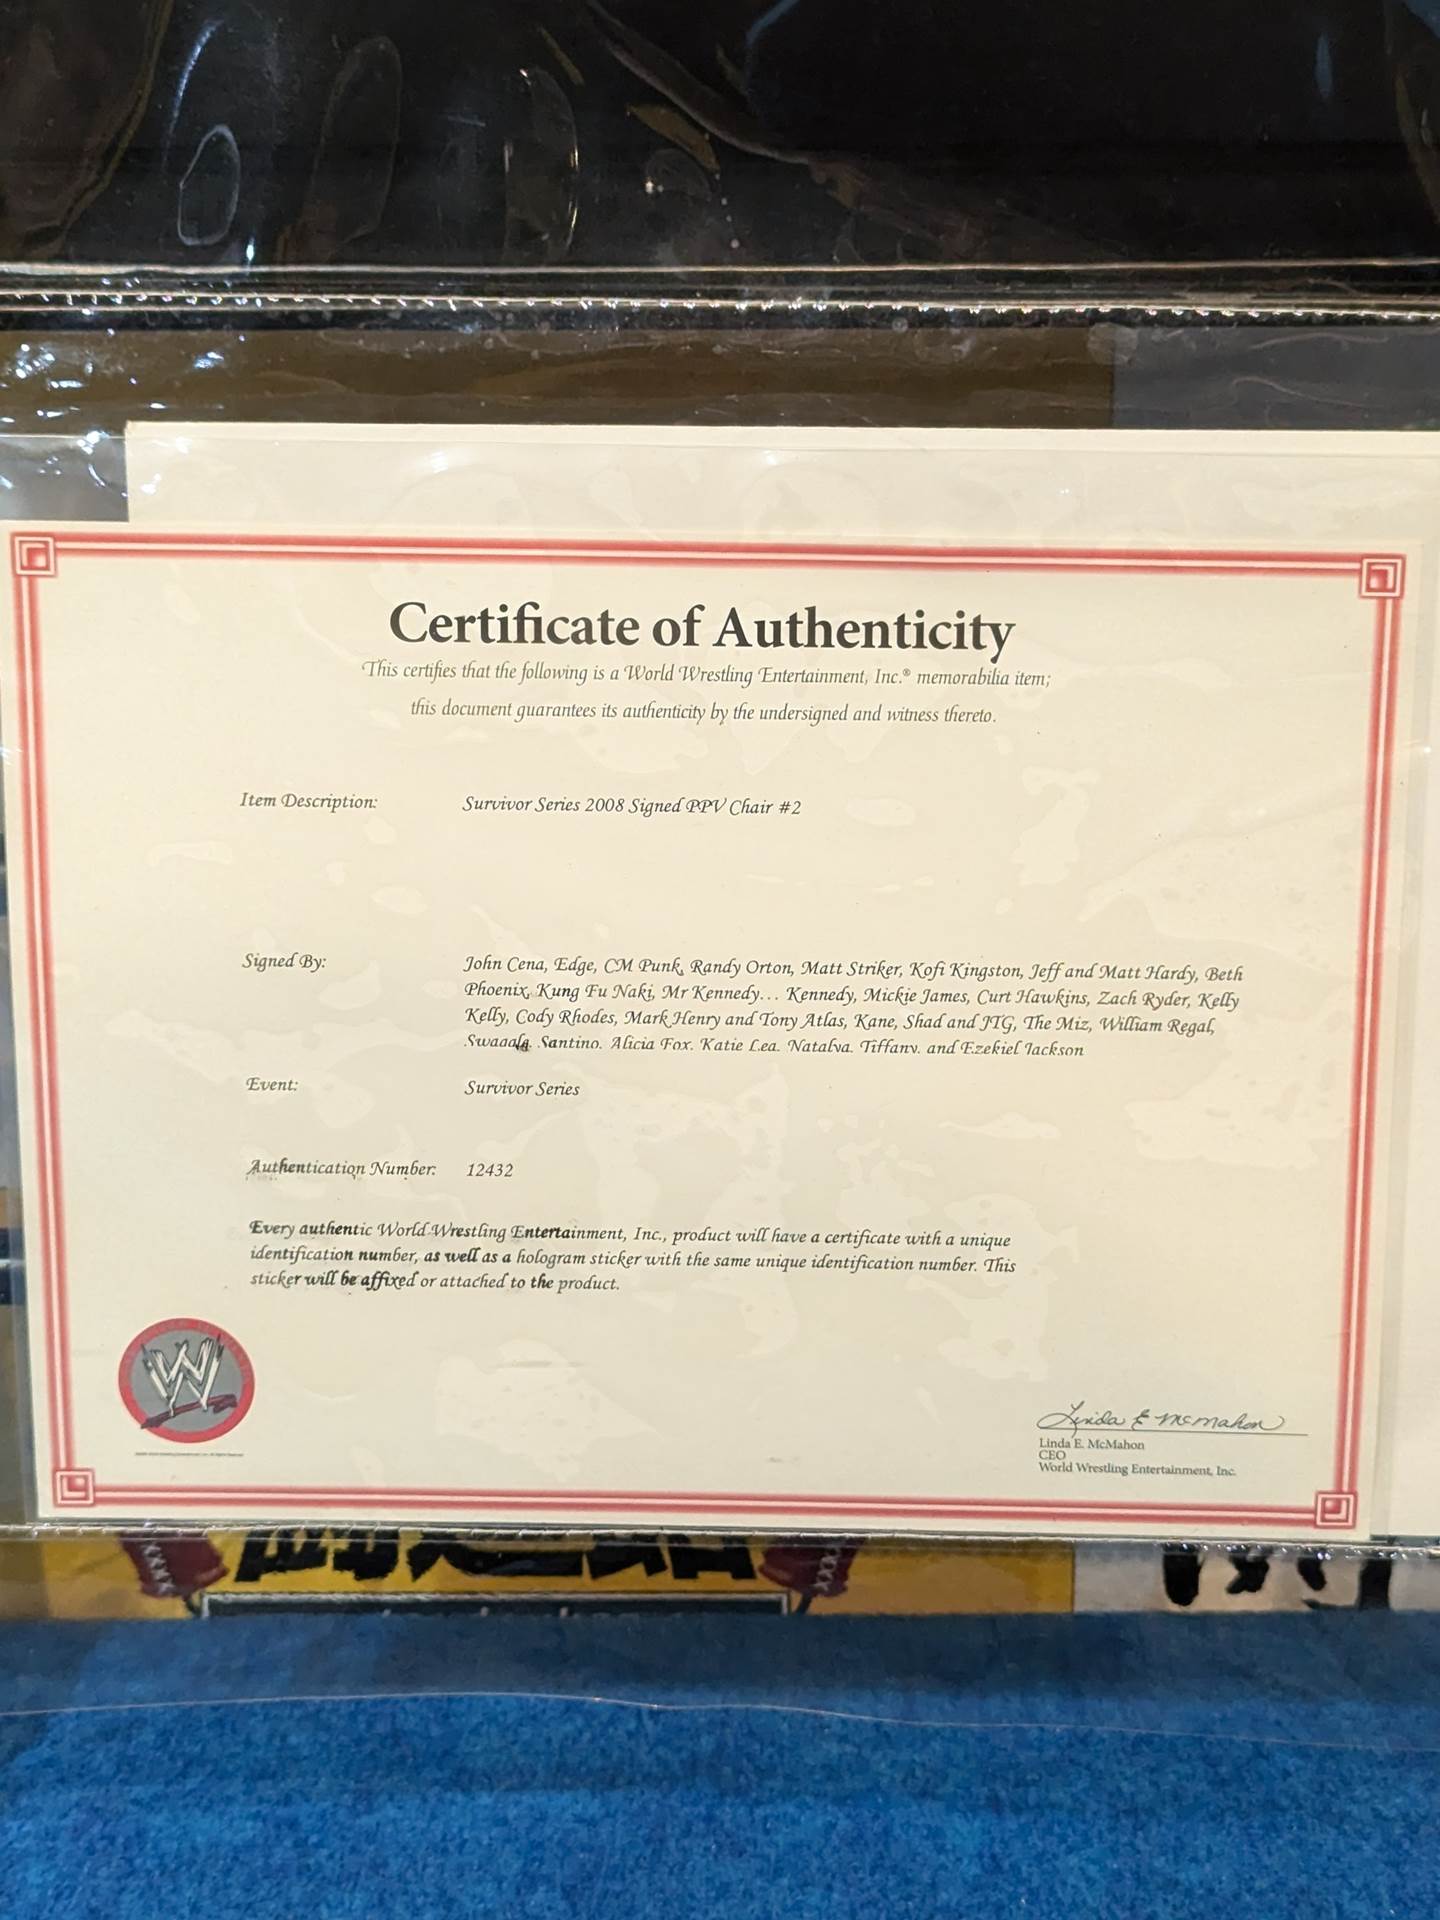 Certificate of Authenticity
This certifies that the following is a World Wrestling Entertainment, Inc.® memorabilia item;
this document guarantees its authenticity by the undersigned and witness thereto.
Item Description: Survivor Series 2008 Signed PPV Chair #2
Signed By: John Cena, Edge, CM Punk, Randy Orton, Matt Striker, Kofi Kingston, Jeff and Matt Hardy, Beth
Phoenix, Kung Fu Naki, Mr Kennedy... Kennedy, Mickie James, Curt Hawkins, Zach Ryder, Kelly
Kelly, Cody Rhodes, Mark Henry and Tony Atlas, Kane, Shad and JTG, The Miz, William Regal,
Swaggle, Santino, Alicia Fox, Katie Lea, Natalya, Tiffany, and Ezekiel Jackson
Event: Survivor Series
Authentication Number: 12432
Every authentic World Wrestling Entertainment, Inc., product will have a certificate with a unique
identification number, as well as a hologram sticker with the same unique identification number. This
sticker will be affixed or attached to the product.
W
Linda E McMahon
Linda E. McMahon
CEO
World Wrestling Entertainment, Inc.